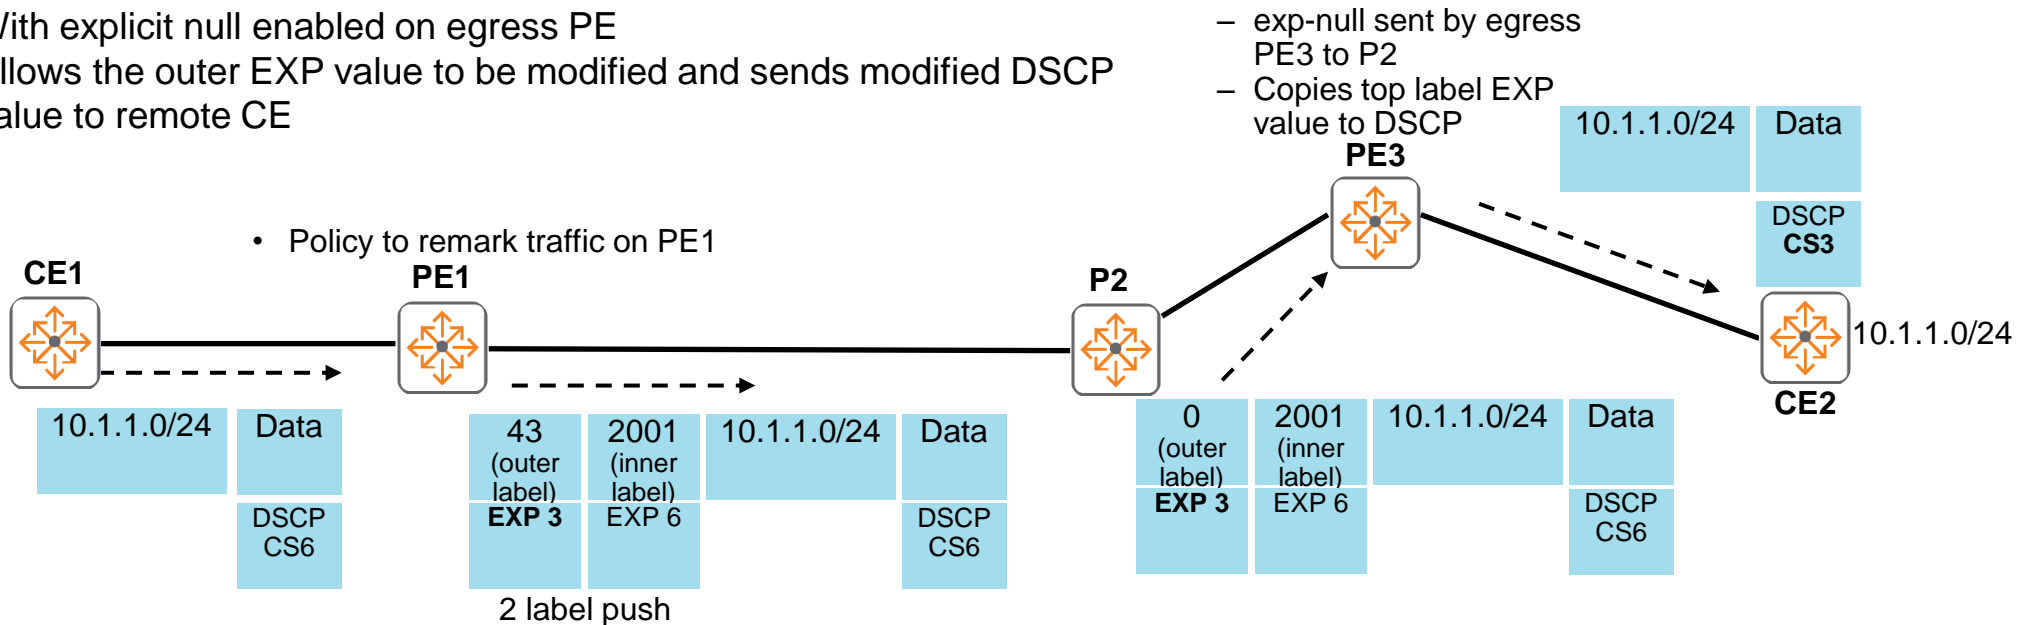 ith explicit null enabled on egress PE
llows the outer EXP value to be modified and sends modified DSCP
alue to remote CE
– exp-null sent by egress
PE3 to P2
– Copies top label EXP
value to DSCP
PE3
10.1.1.0/24 Data
DSCP
CS3
• Policy to remark traffic on PE1
CE1
PE1
P2
10.1.1.0/24
CE2
10.1.1.0/24 Data
DSCP
CS6
43
(outer
label)
EXP 3
2001
(inner
label)
EXP 6
10.1.1.0/24 Data
DSCP
CS6
2 label push
0
(outer
label)
EXP 3
2001
(inner
label)
EXP 6
10.1.1.0/24 Data
DSCP
CS6